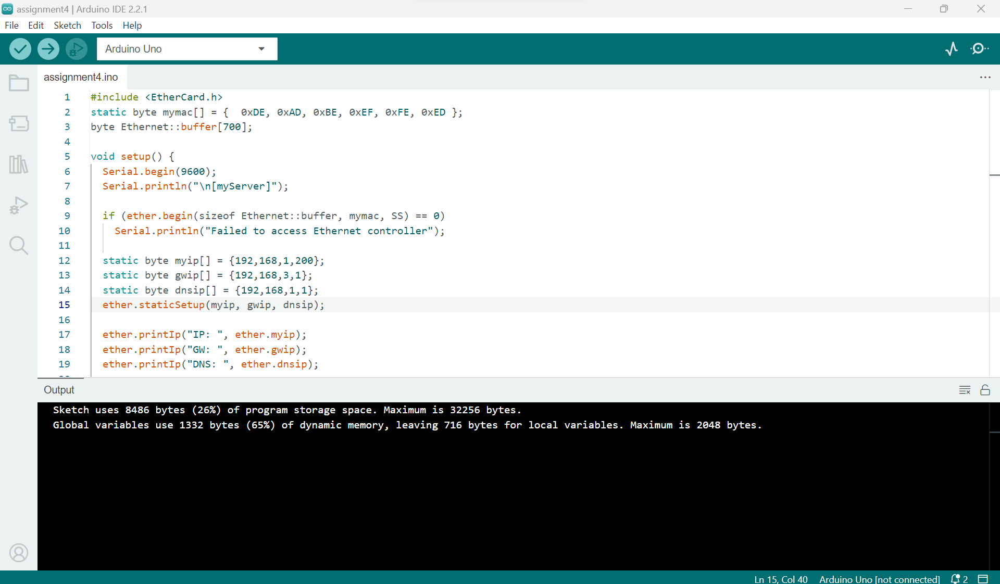 assignment4 | Arduino IDE 2.2.1
File Edit Sketch Tools Help
Arduino Uno
assignment4.ino
1 #include <EtherCard.h>
2 static byte mymac[] = {  0xDE, 0xAD, 0xBE, 0xEF, 0xFE, 0xED };
3 byte Ethernet::buffer[700];
4
5 void setup() {
6   Serial.begin(9600);
7   Serial.println("\n[myServer]");
8
9   if (ether.begin(sizeof Ethernet::buffer, mymac, SS) == 0)
10     Serial.println("Failed to access Ethernet controller");
11
12   static byte myip[] = {192,168,1,200};
13   static byte gwip[] = {192,168,3,1};
14   static byte dnsip[] = {192,168,1,1};
15   ether.staticSetup(myip, gwip, dnsip);
16
17   ether.printIp("IP: ", ether.myip);
18   ether.printIp("GW: ", ether.gwip);
19   ether.printIp("DNS: ", ether.dnsip);
Output
Sketch uses 8486 bytes (26%) of program storage space. Maximum is 32256 bytes.
Global variables use 1332 bytes (65%) of dynamic memory, leaving 716 bytes for local variables. Maximum is 2048 bytes.
Ln 15, Col 40 Arduino Uno [not connected] 2